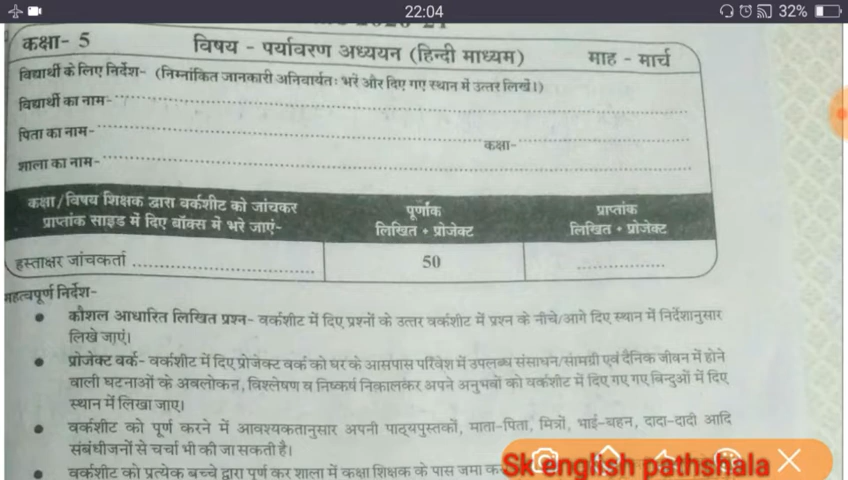 22:04
32%
कक्षा- 5
विषय - पर्यावरण अध्ययन (हिन्दी माध्यम)
माह - मार्च
विद्यार्थी के लिए निर्देश- (निम्नांकित जानकारी अनिवार्यतः भरें और दिए गए स्थान में उत्तर लिखें।)
विद्यार्थी का नाम-
पिता का नाम-
कक्षा-
शाला का नाम-
कक्षा/विषय शिक्षक द्वारा वर्कशीट को जांचकर
प्राप्तांक साइड में दिए बॉक्स में भरे जाएं-
पूर्णांक
लिखित + प्रोजेक्ट
प्राप्तांक
लिखित + प्रोजेक्ट
हस्ताक्षर जांचकर्ता
50
महत्वपूर्ण निर्देश-
● कौशल आधारित लिखित प्रश्न- वर्कशीट में दिए प्रश्नों के उत्तर वर्कशीट में प्रश्न के नीचे/आगे दिए स्थान में निर्देशानुसार
लिखे जाएं।
● प्रोजेक्ट वर्क- वर्कशीट में दिए प्रोजेक्ट वर्क को घर के आसपास परिवेश में उपलब्ध संसाधन/सामग्री एवं दैनिक जीवन में होने
वाली घटनाओं के अवलोकन, विश्लेषण व निष्कर्ष निकालकर अपने अनुभवों को वर्कशीट में दिए गए गए बिन्दुओं में दिए
स्थान में लिखा जाए।
● वर्कशीट को पूर्ण करने में आवश्यकतानुसार अपनी पाठ्यपुस्तकों, माता-पिता, मित्रों, भाई-बहन, दादा-दादी आदि
संबंधीजनों से चर्चा भी की जा सकती है।
● वर्कशीट को प्रत्येक बच्चे द्वारा पूर्ण कर शाला में कक्षा शिक्षक के पास जमा
Sk english pathshala